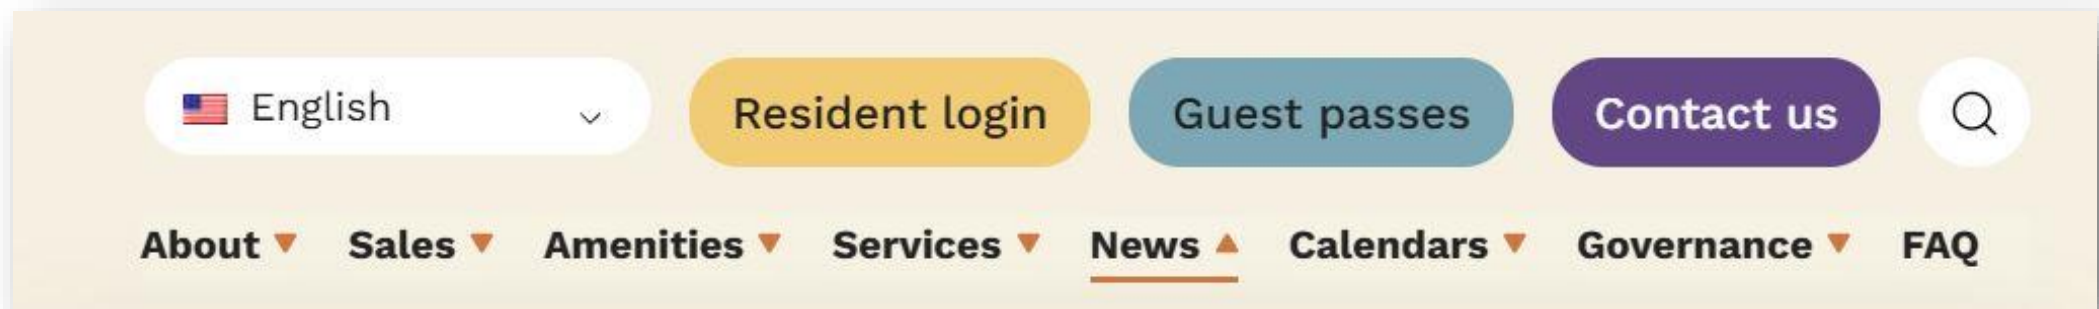 English Resident login Guest passes Contact us
About Sales Amenities Services News Calendars Governance FAQ